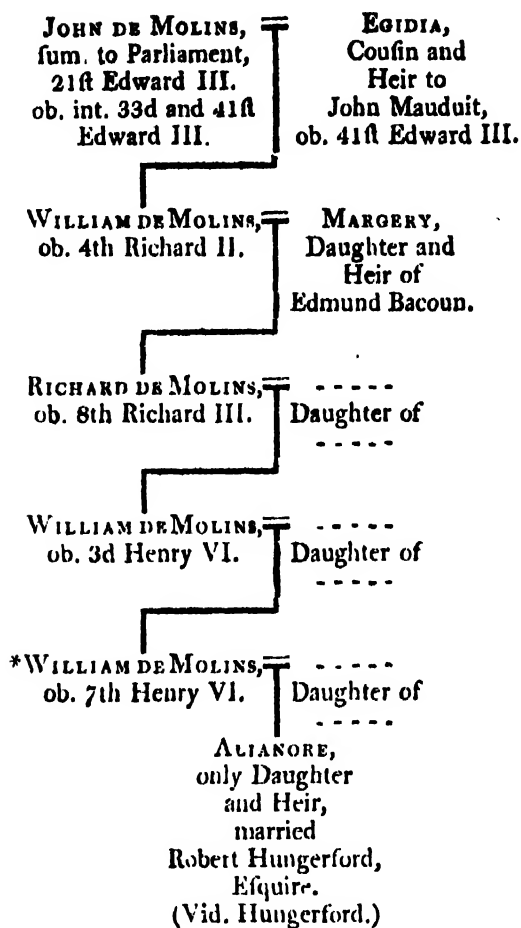 JOHN DE MOLINS,
ſum. to Parliament,
21ſt Edward III.
ob. int. 33d and 41ſt
Edward III.
EGIDIA,
Couſin and
Heir to
John Mauduit,
ob. 41ſt Edward III.
WILLIAM DE MOLINS,
ob. 4th Richard II.
MARGERY,
Daughter and
Heir of
Edmund Bacoun.
RICHARD DE MOLINS,
ob. 8th Richard III.
- - - - -
Daughter of
- - - - -
WILLIAM DE MOLINS,
ob. 3d Henry VI.
- - - - -
Daughter of
- - - - -
*WILLIAM DE MOLINS,
ob. 7th Henry VI.
- - - - -
Daughter of
- - - - -
ALIANORE,
only Daughter
and Heir,
married
Robert Hungerford,
Eſquire.
(Vid. Hungerford.)